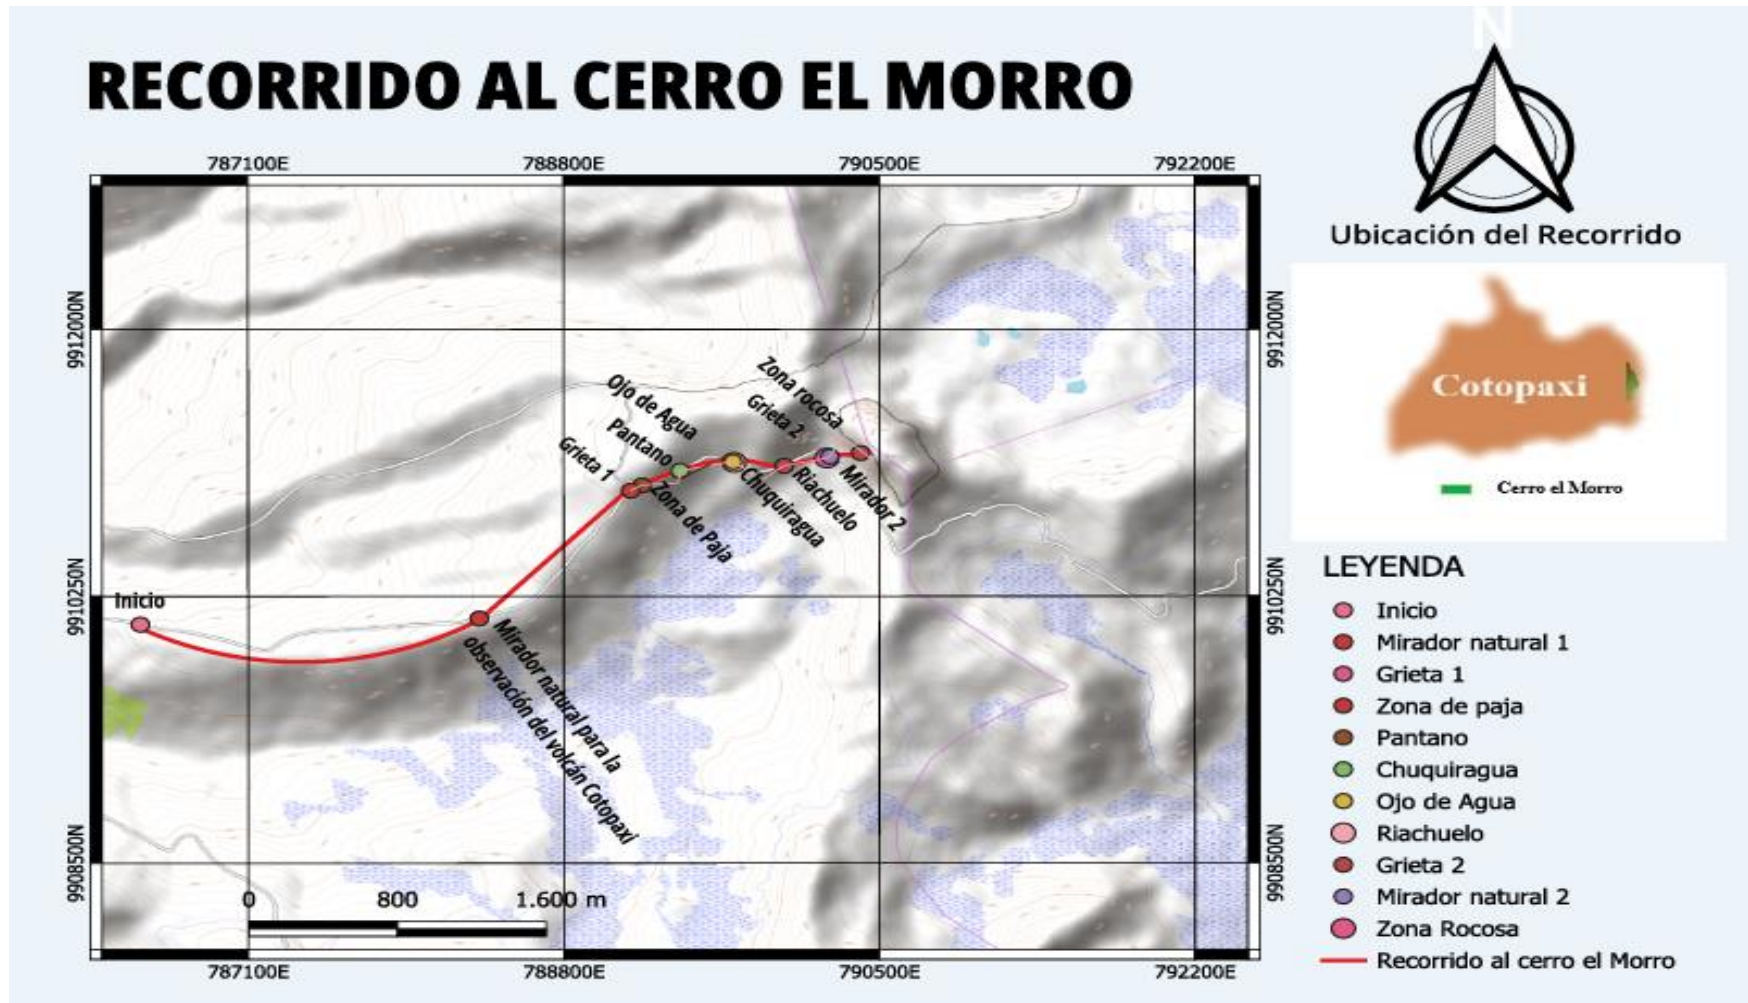 N
RECORRIDO AL CERRO EL MORRO
Ubicación del Recorrido
787100E
788800E
790500E
792200E
9912000N
9912000N
9910250N
9910250N
9908500N
9908500N
Zona rocosa
Ojo de Agua
Grieta 2
Pantano
Grieta 1
Mirador 2
Riachuelo
Chuquiragua
Zona de Paja
Inicio
Mirador natural para la
observación del volcán Cotopaxi
0
800
1.600 m
787100E
788800E
790500E
792200E
Cotopaxi
Cerro el Morro
LEYENDA
Inicio
Mirador natural 1
Grieta 1
Zona de paja
Pantano
Chuquiragua
Ojo de Agua
Riachuelo
Grieta 2
Mirador natural 2
Zona Rocosa
Recorrido al cerro el Morro